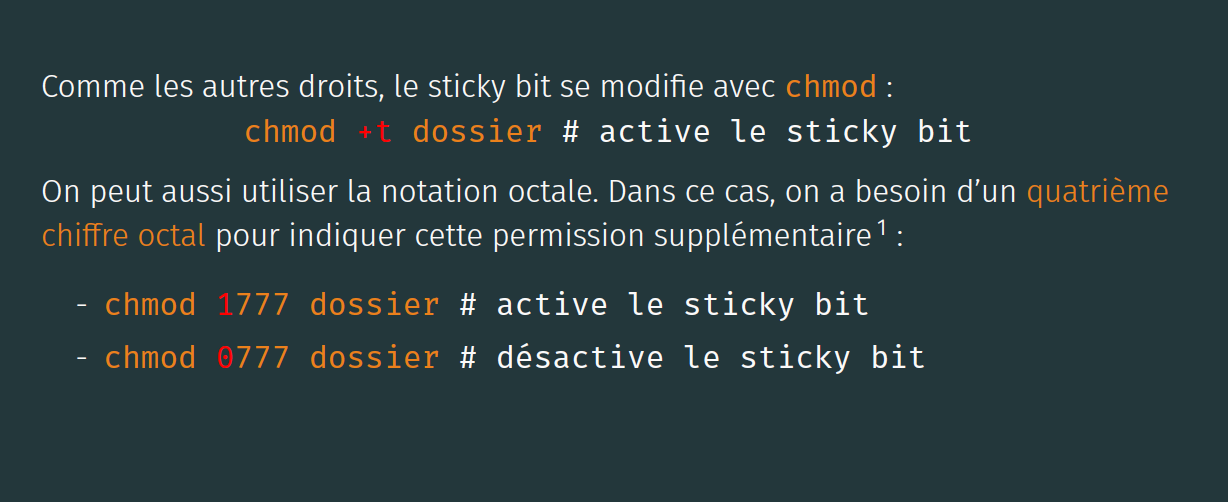 Comme les autres droits, le sticky bit se modifie avec chmod :
chmod +t dossier # active le sticky bit
On peut aussi utiliser la notation octale. Dans ce cas, on a besoin d’un quatrième
chiffre octal pour indiquer cette permission supplémentaire¹ :
- chmod 1777 dossier # active le sticky bit
- chmod 0777 dossier # désactive le sticky bit